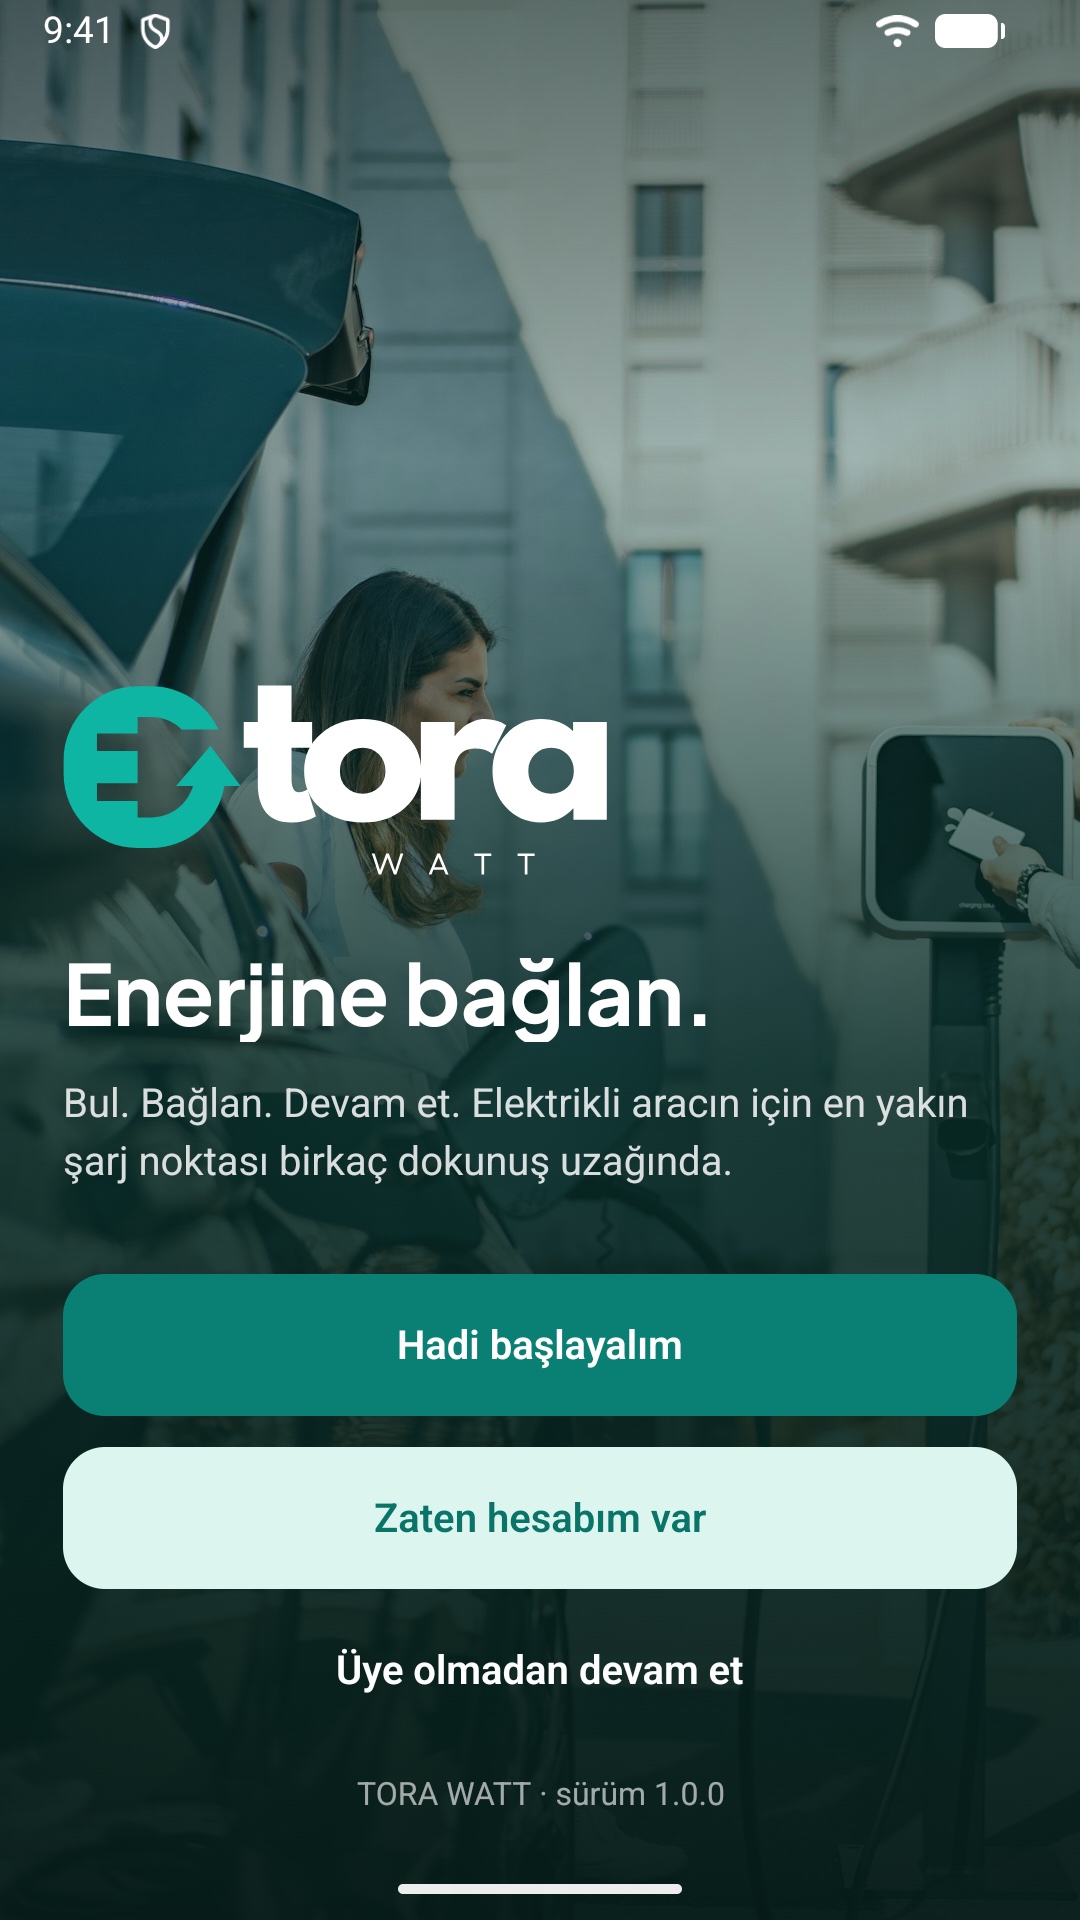 9:41
tora
WATT
Enerjine bağlan.
Bul. Bağlan. Devam et. Elektrikli aracın için en yakın
şarj noktası birkaç dokunuş uzağında.
Hadi başlayalım
Zaten hesabım var
Üye olmadan devam et
TORA WATT · sürüm 1.0.0